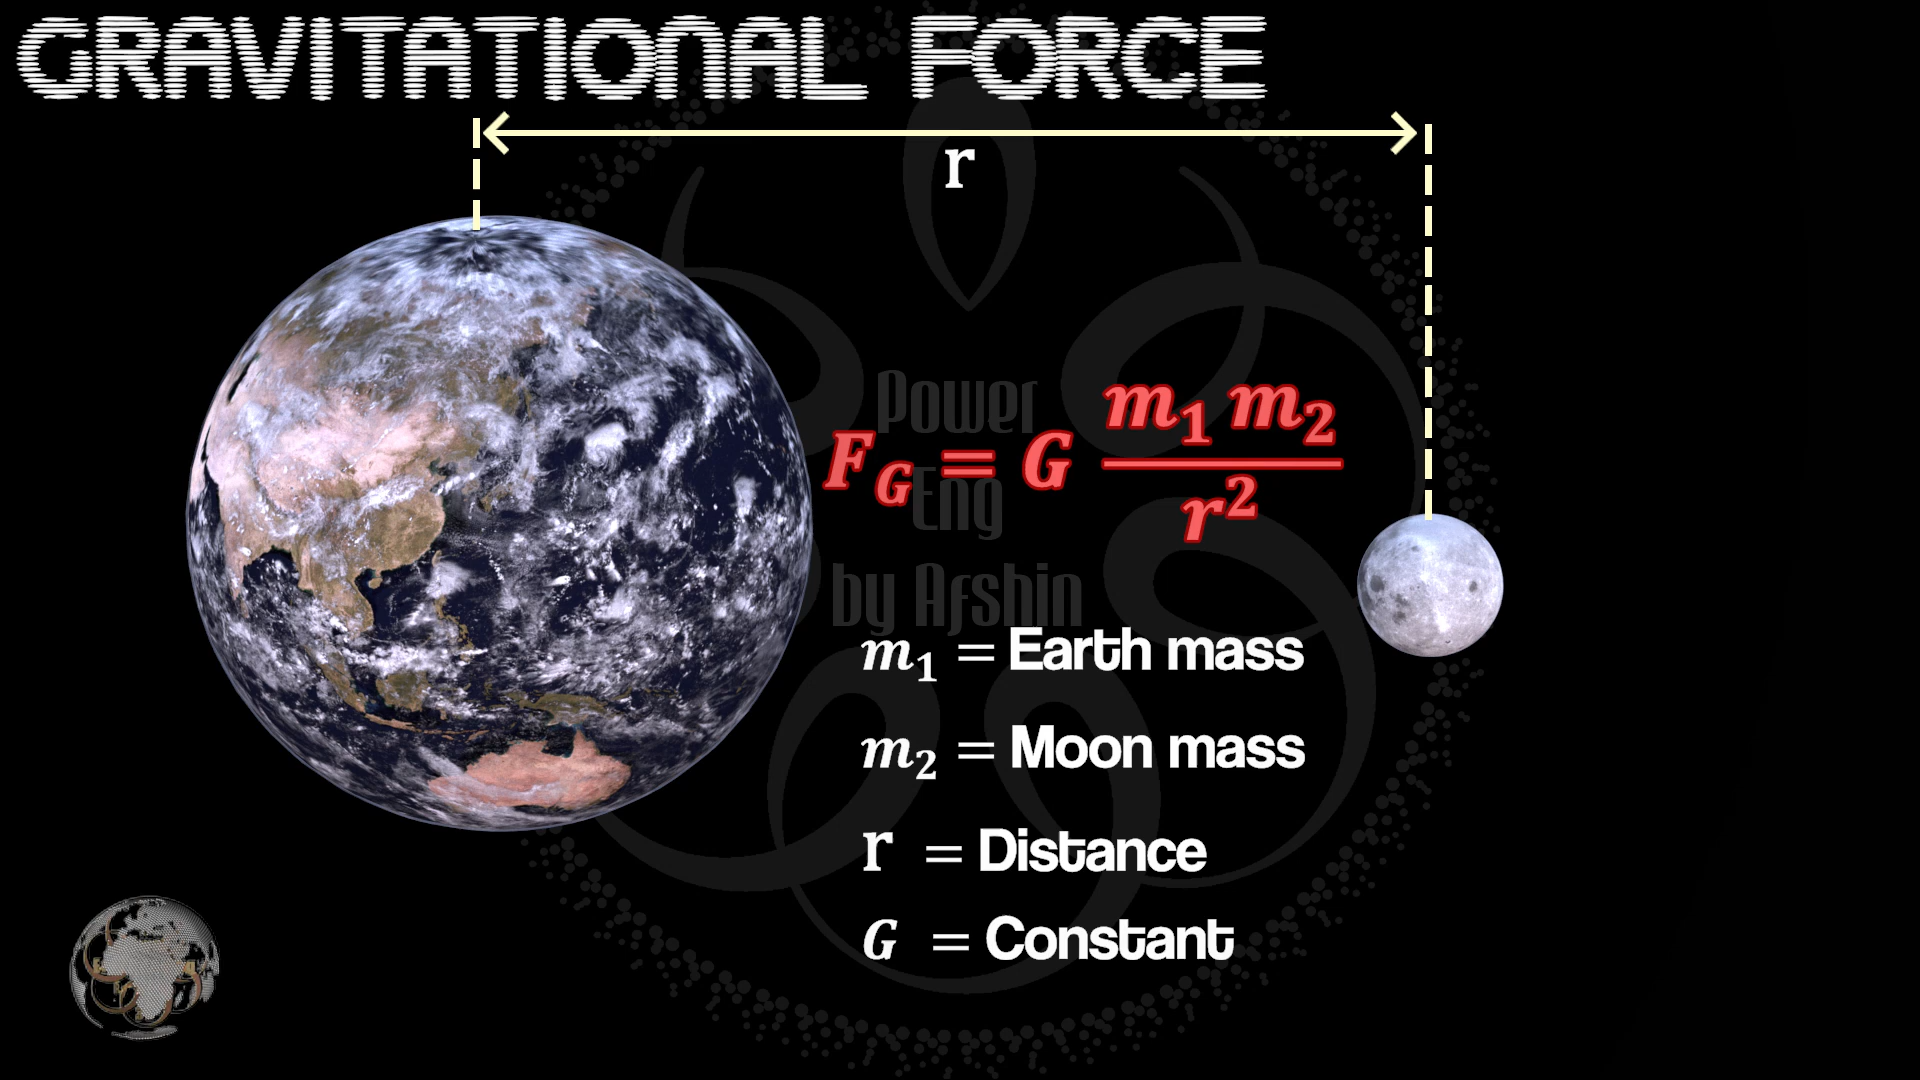 GRAVITATIONAL FORCE
r
Power
Eng
by Afshin
F_G = G m₁ m₂ / r²
m₁ = Earth mass
m₂ = Moon mass
r = Distance
G = Constant